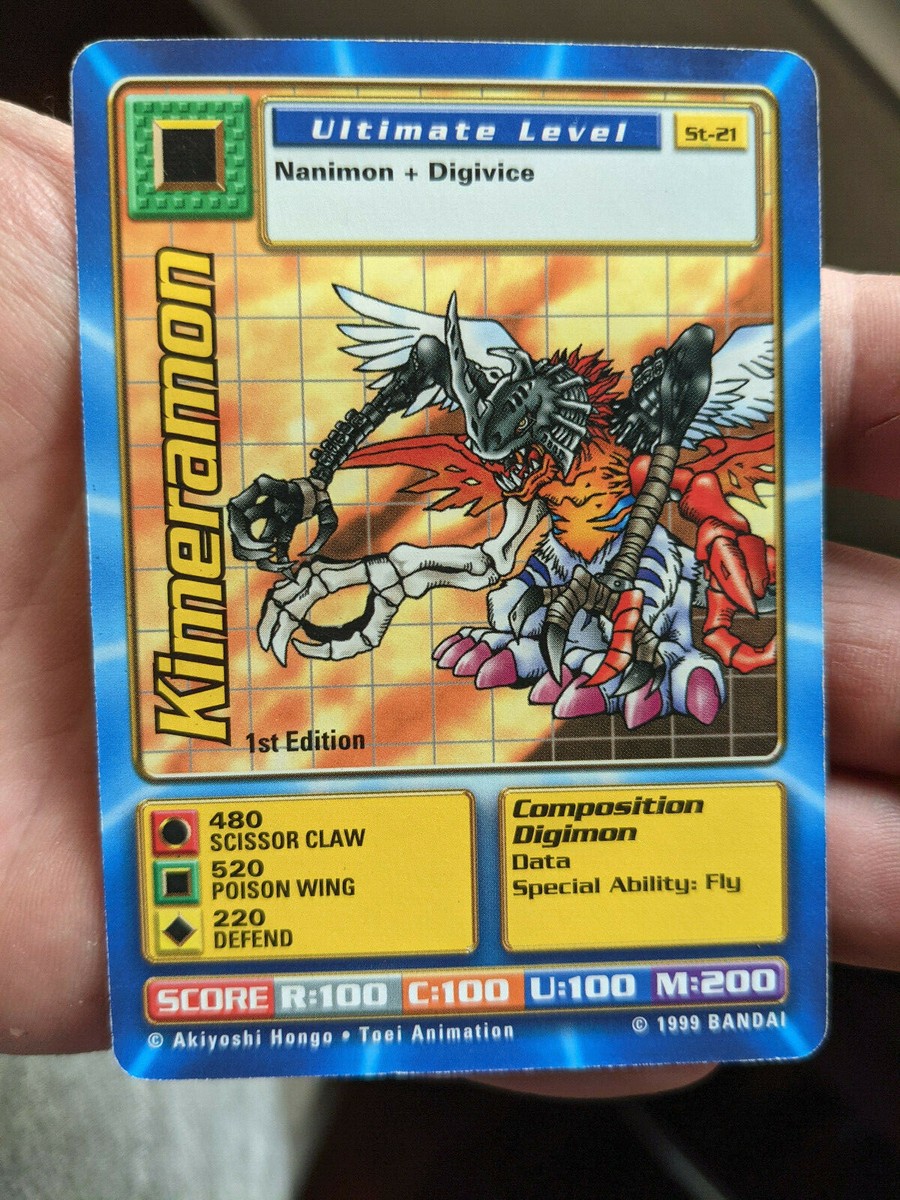 Ultimate Level
St-21
Nanimon + Digivice
Kimeramon
1st Edition
480
SCISSOR CLAW
520
POISON WING
220
DEFEND
Composition
Digimon
Data
Special Ability: Fly
SCORE R:100 C:100 U:100 M:200
© Akiyoshi Hongo • Toei Animation
© 1999 BANDAI